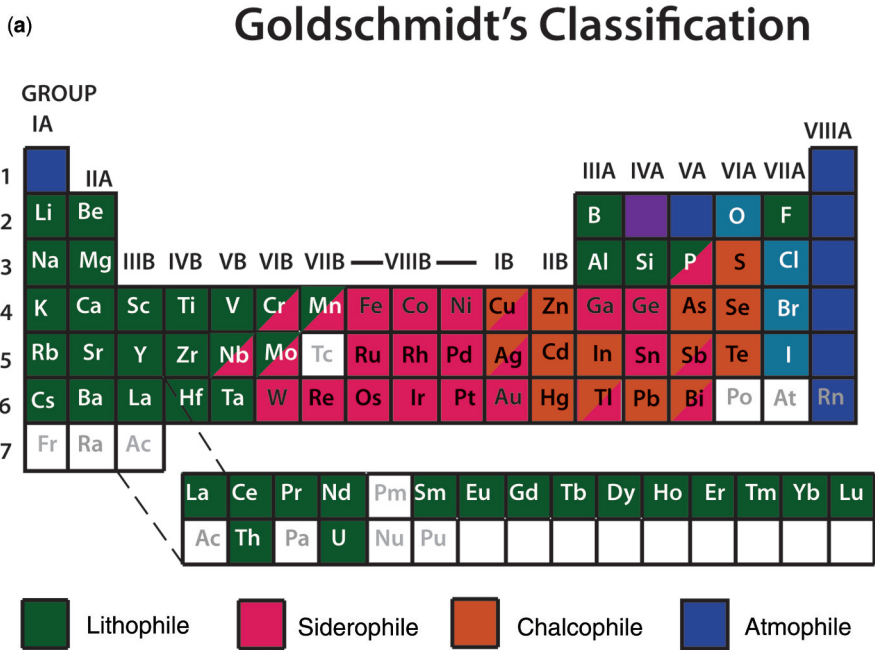 (a)
Goldschmidt's Classification
GROUP
IA
VIIIA
1
IIA
IIIA IVA VA VIA VIIA
2 Li Be B O F
3 Na Mg IIIB IVB VB VIB VIIB VIIIB IB IIB Al Si P S Cl
4 K Ca Sc Ti V Cr Mn Fe Co Ni Cu Zn Ga Ge As Se Br
5 Rb Sr Y Zr Nb Mo Tc Ru Rh Pd Ag Cd In Sn Sb Te I
6 Cs Ba La Hf Ta W Re Os Ir Pt Au Hg Tl Pb Bi Po At Rn
7 Fr Ra Ac
La Ce Pr Nd Pm Sm Eu Gd Tb Dy Ho Er Tm Yb Lu
Ac Th Pa U Nu Pu
Lithophile Siderophile Chalcophile Atmophile